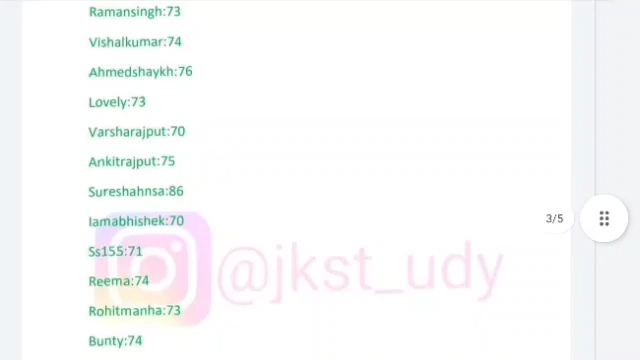 Ramansingh:73
Vishalkumar:74
Ahmedshaykh:76
Lovely:73
Varsharajput:70
Ankitrajput:75
Sureshahnsa:86
3/5
Iamabhishek:70
Ss155:71
@jkst_udy
Reema:74
Rohitmanha:73
Bunty:74